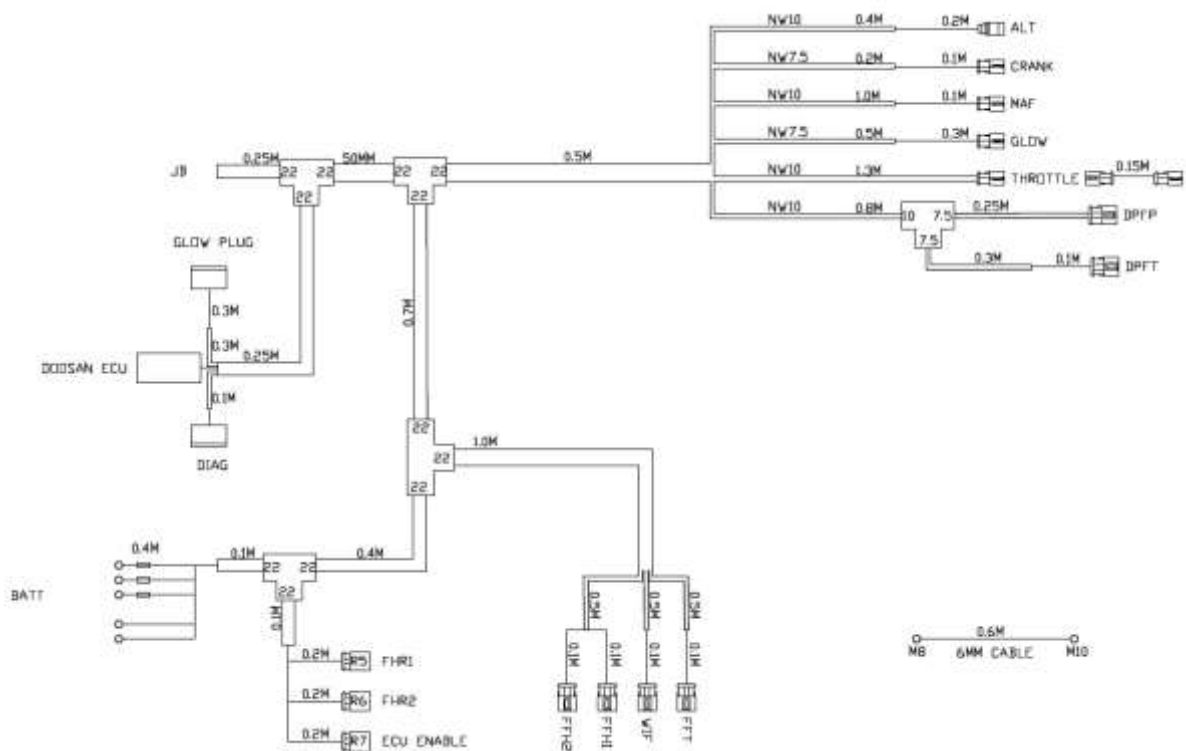 NW10 0.4M 0.2M ALT
NW7.5 0.2M 0.1M CRANK
NW10 1.0M 0.1M MAF
NW7.5 0.5M 0.3M GLOW
JB 0.25M 50MM 0.5M
22 22 22 22
22 22
NW10 1.3M THROTTLE 0.15M
NW10 0.8M 10 7.5 0.25M DPFP
7.5
0.3M 0.1M DPFT
GLOW PLUG
0.3M
0.3M
0.7M
DOOSAN ECU 0.25M
0.1M
DIAG
22
22
22
1.0M
BATT
0.4M
0.1M
22 22
22
0.4M
0.1M
0.2M R5 FHR1
0.2M R6 FHR2
0.2M R7 ECU ENABLE
0.5M 0.5M 0.5M
0.1M 0.1M 0.1M 0.1M
FFH2 FFH1 WIF FFT
0.6M
M8 6MM CABLE M10